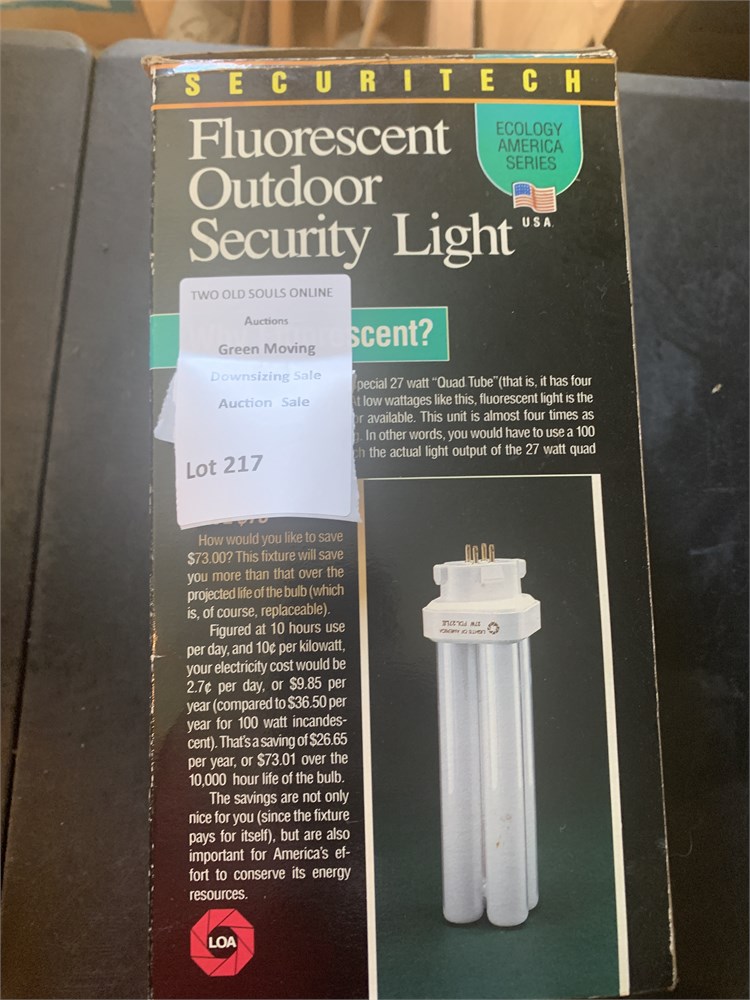 SECURITECH
Fluorescent
Outdoor
Security Light
ECOLOGY
AMERICA
SERIES
USA
TWO OLD SOULS ONLINE
Auctions
Green Moving
Downsizing Sale
Auction Sale
Lot 217
scent?
pecial 27 watt "Quad Tube"(that is, it has four
t low wattages like this, fluorescent light is the
r available. This unit is almost four times as
. In other words, you would have to use a 100
h the actual light output of the 27 watt quad
How would you like to save
$73.00? This fixture will save
you more than that over the
projected life of the bulb (which
is, of course, replaceable).
Figured at 10 hours use
per day, and 10¢ per kilowatt,
your electricity cost would be
2.7¢ per day, or $9.85 per
year (compared to $36.50 per
year for 100 watt incandes-
cent). That's a saving of $26.65
per year, or $73.01 over the
10,000 hour life of the bulb.
The savings are not only
nice for you (since the fixture
pays for itself), but are also
important for America's ef-
fort to conserve its energy
resources.
LOA
LIGHTS OF AMERICA
27W FOL27LE